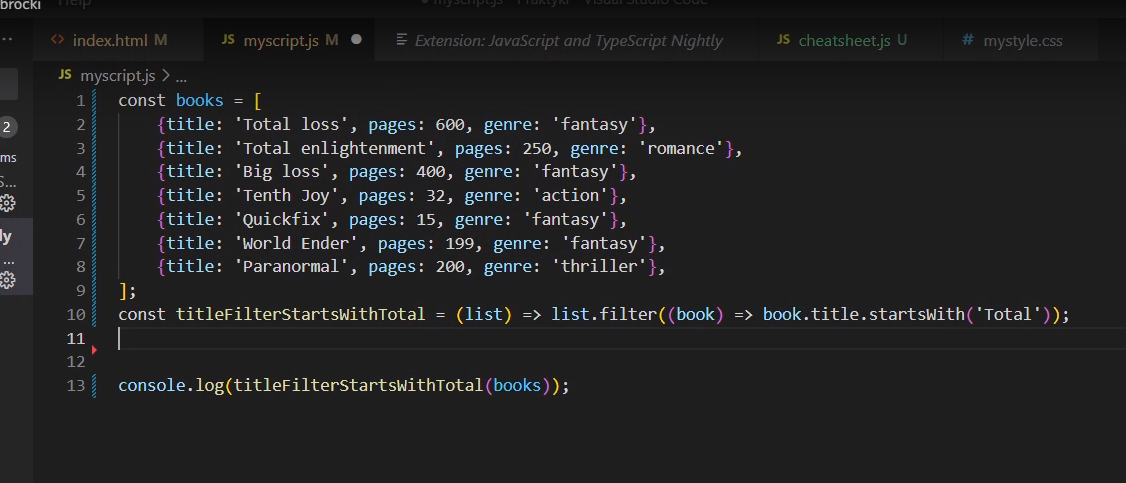 brocki Help ● myscript.js - Praktyki - Visual Studio Code
index.html M JS myscript.js M ● Extension: JavaScript and TypeScript Nightly JS cheatsheet.js U # mystyle.css
JS myscript.js > ...
1 const books = [
2 {title: 'Total loss', pages: 600, genre: 'fantasy'},
3 {title: 'Total enlightenment', pages: 250, genre: 'romance'},
4 {title: 'Big loss', pages: 400, genre: 'fantasy'},
5 {title: 'Tenth Joy', pages: 32, genre: 'action'},
6 {title: 'Quickfix', pages: 15, genre: 'fantasy'},
7 {title: 'World Ender', pages: 199, genre: 'fantasy'},
8 {title: 'Paranormal', pages: 200, genre: 'thriller'},
9 ];
10 const titleFilterStartsWithTotal = (list) => list.filter((book) => book.title.startsWith('Total'));
11
12
13 console.log(titleFilterStartsWithTotal(books));
2
ms
S...
ly
...